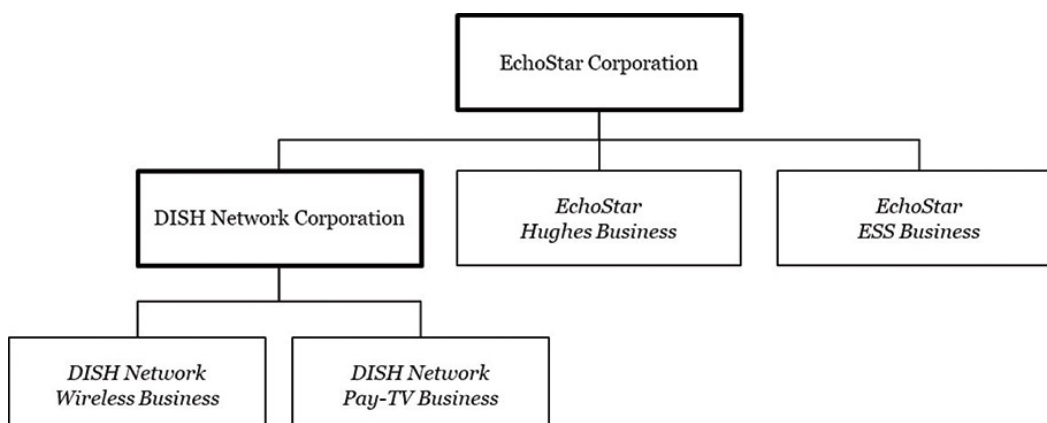 EchoStar Corporation
DISH Network Corporation
EchoStar
Hughes Business
EchoStar
ESS Business
DISH Network
Wireless Business
DISH Network
Pay-TV Business